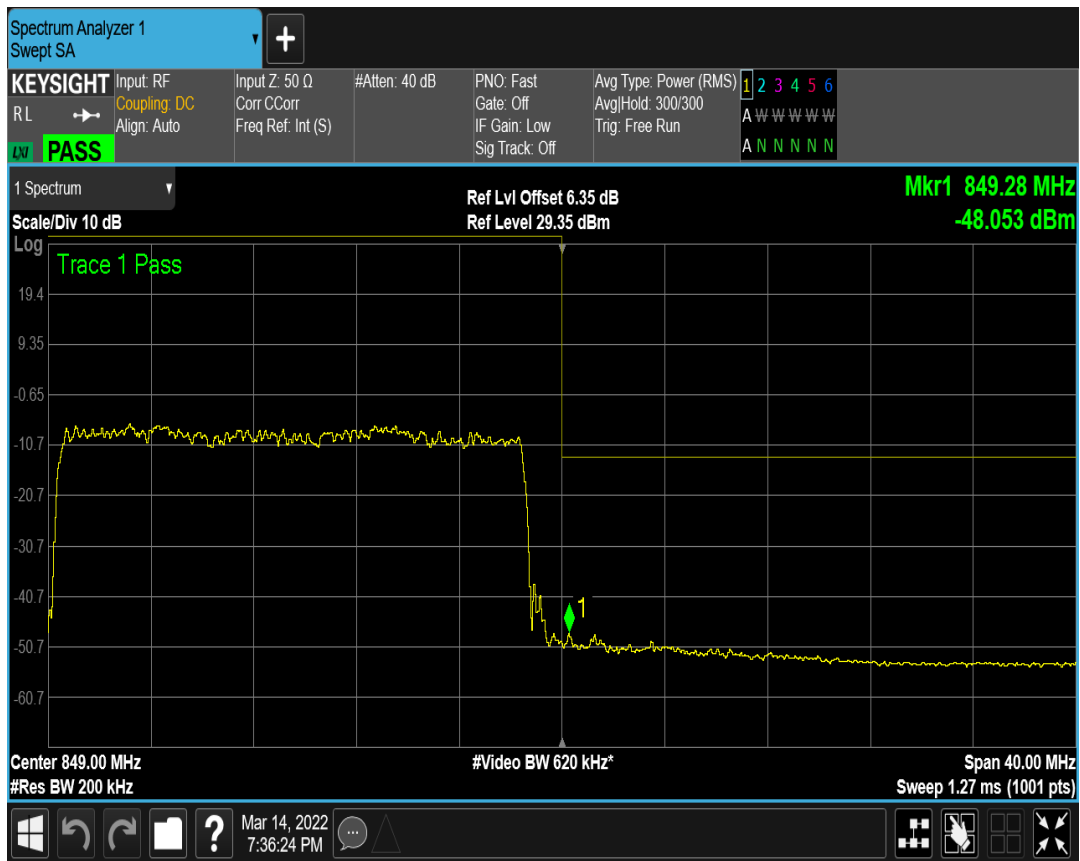 Spectrum Analyzer 1
Swept SA
+
KEYSIGHT
RL
LXI PASS
Input: RF
Coupling: DC
Align: Auto
Input Z: 50 Ω
Corr CCorr
Freq Ref: Int (S)
#Atten: 40 dB
PNO: Fast
Gate: Off
IF Gain: Low
Sig Track: Off
Avg Type: Power (RMS)
Avg|Hold: 300/300
Trig: Free Run
1 2 3 4 5 6
A W W W W W
A N N N N N
1 Spectrum
Scale/Div 10 dB
Ref Lvl Offset 6.35 dB
Ref Level 29.35 dBm
Mkr1 849.28 MHz
-48.053 dBm
Log
Trace 1 Pass
19.4
9.35
-0.65
-10.7
-20.7
-30.7
-40.7
-50.7
-60.7
1
Center 849.00 MHz
#Res BW 200 kHz
#Video BW 620 kHz*
Span 40.00 MHz
Sweep 1.27 ms (1001 pts)
?
Mar 14, 2022
7:36:24 PM